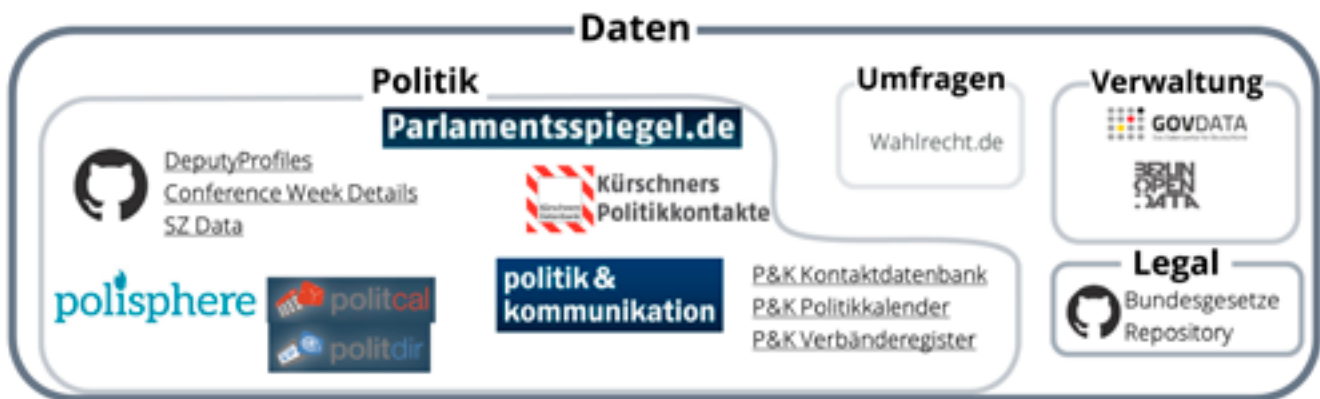 Daten
Politik
Parlamentsspiegel.de
DeputyProfiles
Conference Week Details
SZ Data
Kürschners
Politikkontakte
polisphere
politcal
politdir
politik &
kommunikation
P&K Kontaktdatenbank
P&K Politikkalender
P&K Verbänderegister
Umfragen
Wahlrecht.de
Verwaltung
GOVDATA
BERLIN
OPEN
DATA
Legal
Bundesgesetze
Repository